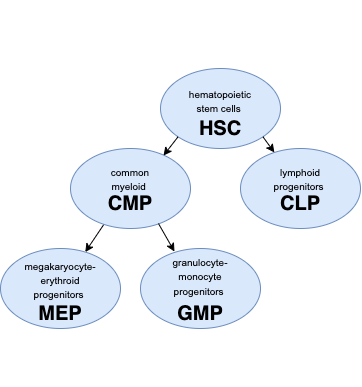 hematopoietic
stem cells
HSC
common
myeloid
CMP
lymphoid
progenitors
CLP
megakaryocyte-
erythroid
progenitors
MEP
granulocyte-
monocyte
progenitors
GMP